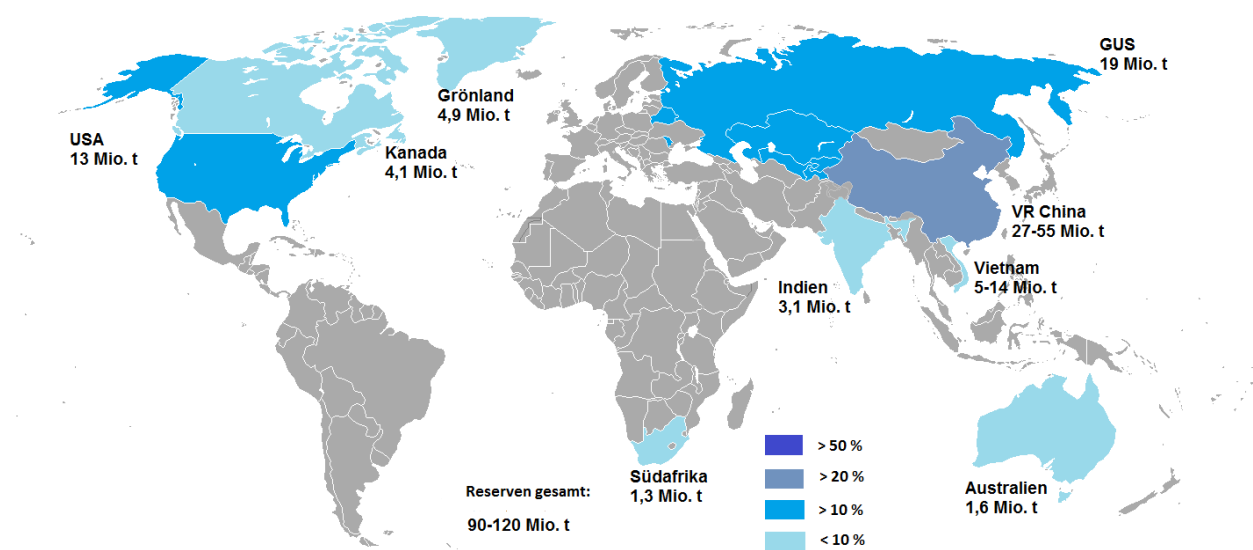 GUS
19 Mio. t
Grönland
4,9 Mio. t
USA
13 Mio. t
Kanada
4,1 Mio. t
VR China
27-55 Mio. t
Vietnam
5-14 Mio. t
Indien
3,1 Mio. t
> 50 %
> 20 %
> 10 %
< 10 %
Südafrika
1,3 Mio. t
Reserven gesamt:
90-120 Mio. t
Australien
1,6 Mio. t